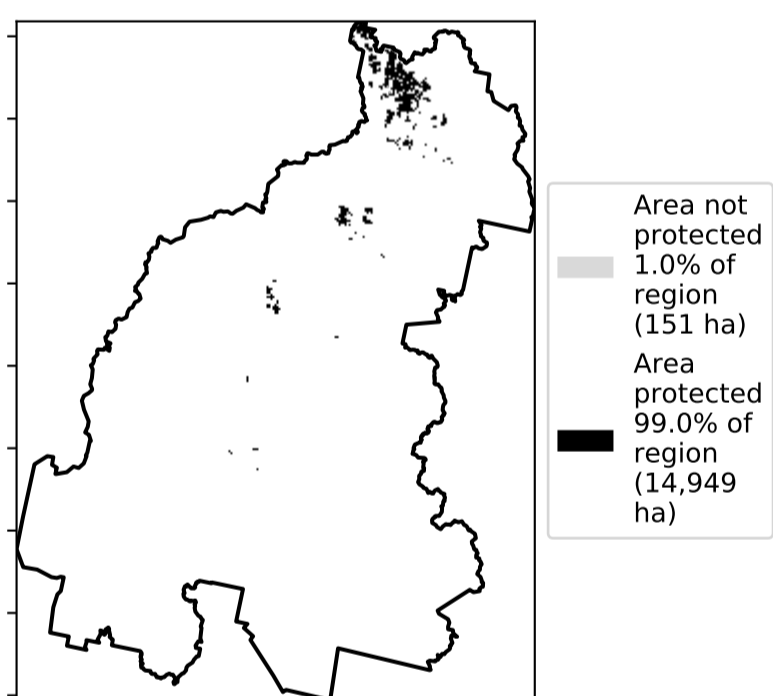 Area not
protected
1.0% of
region
(151 ha)
Area
protected
99.0% of
region
(14,949
ha)